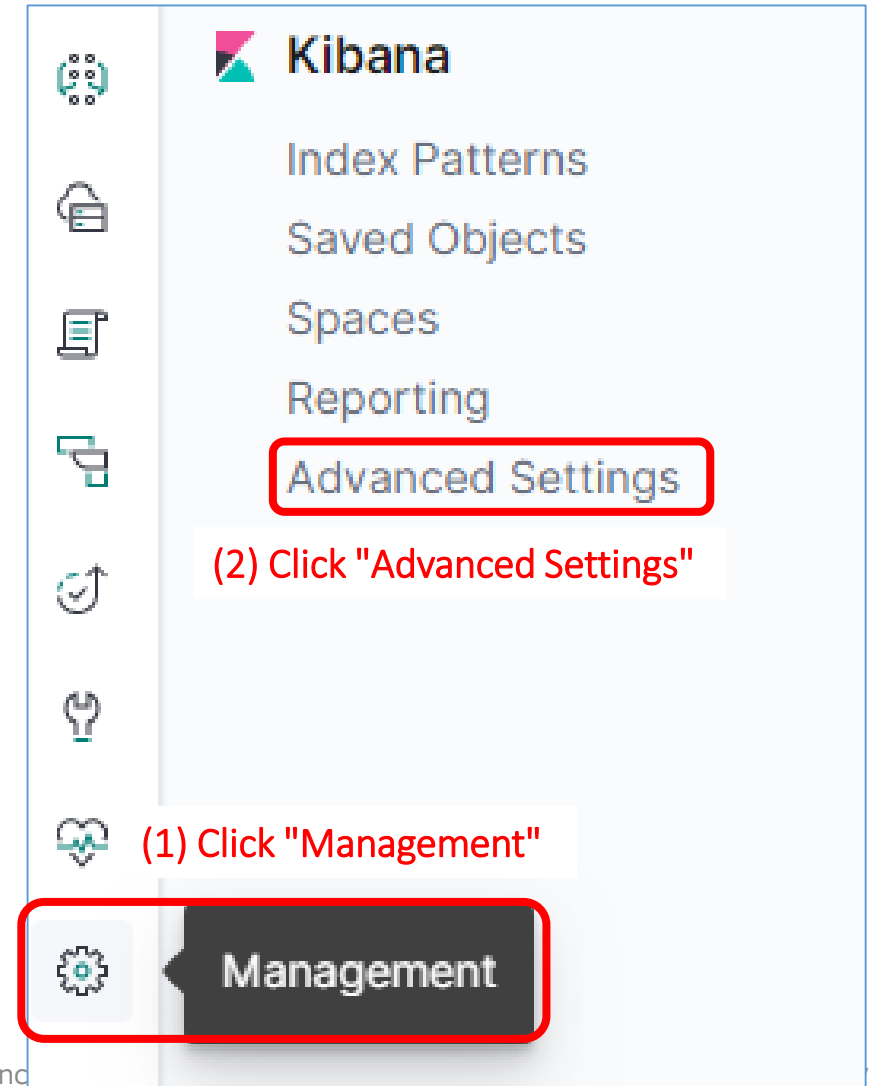 Kibana
Index Patterns
Saved Objects
Spaces
Reporting
Advanced Settings
(2) Click "Advanced Settings"
(1) Click "Management"
Management